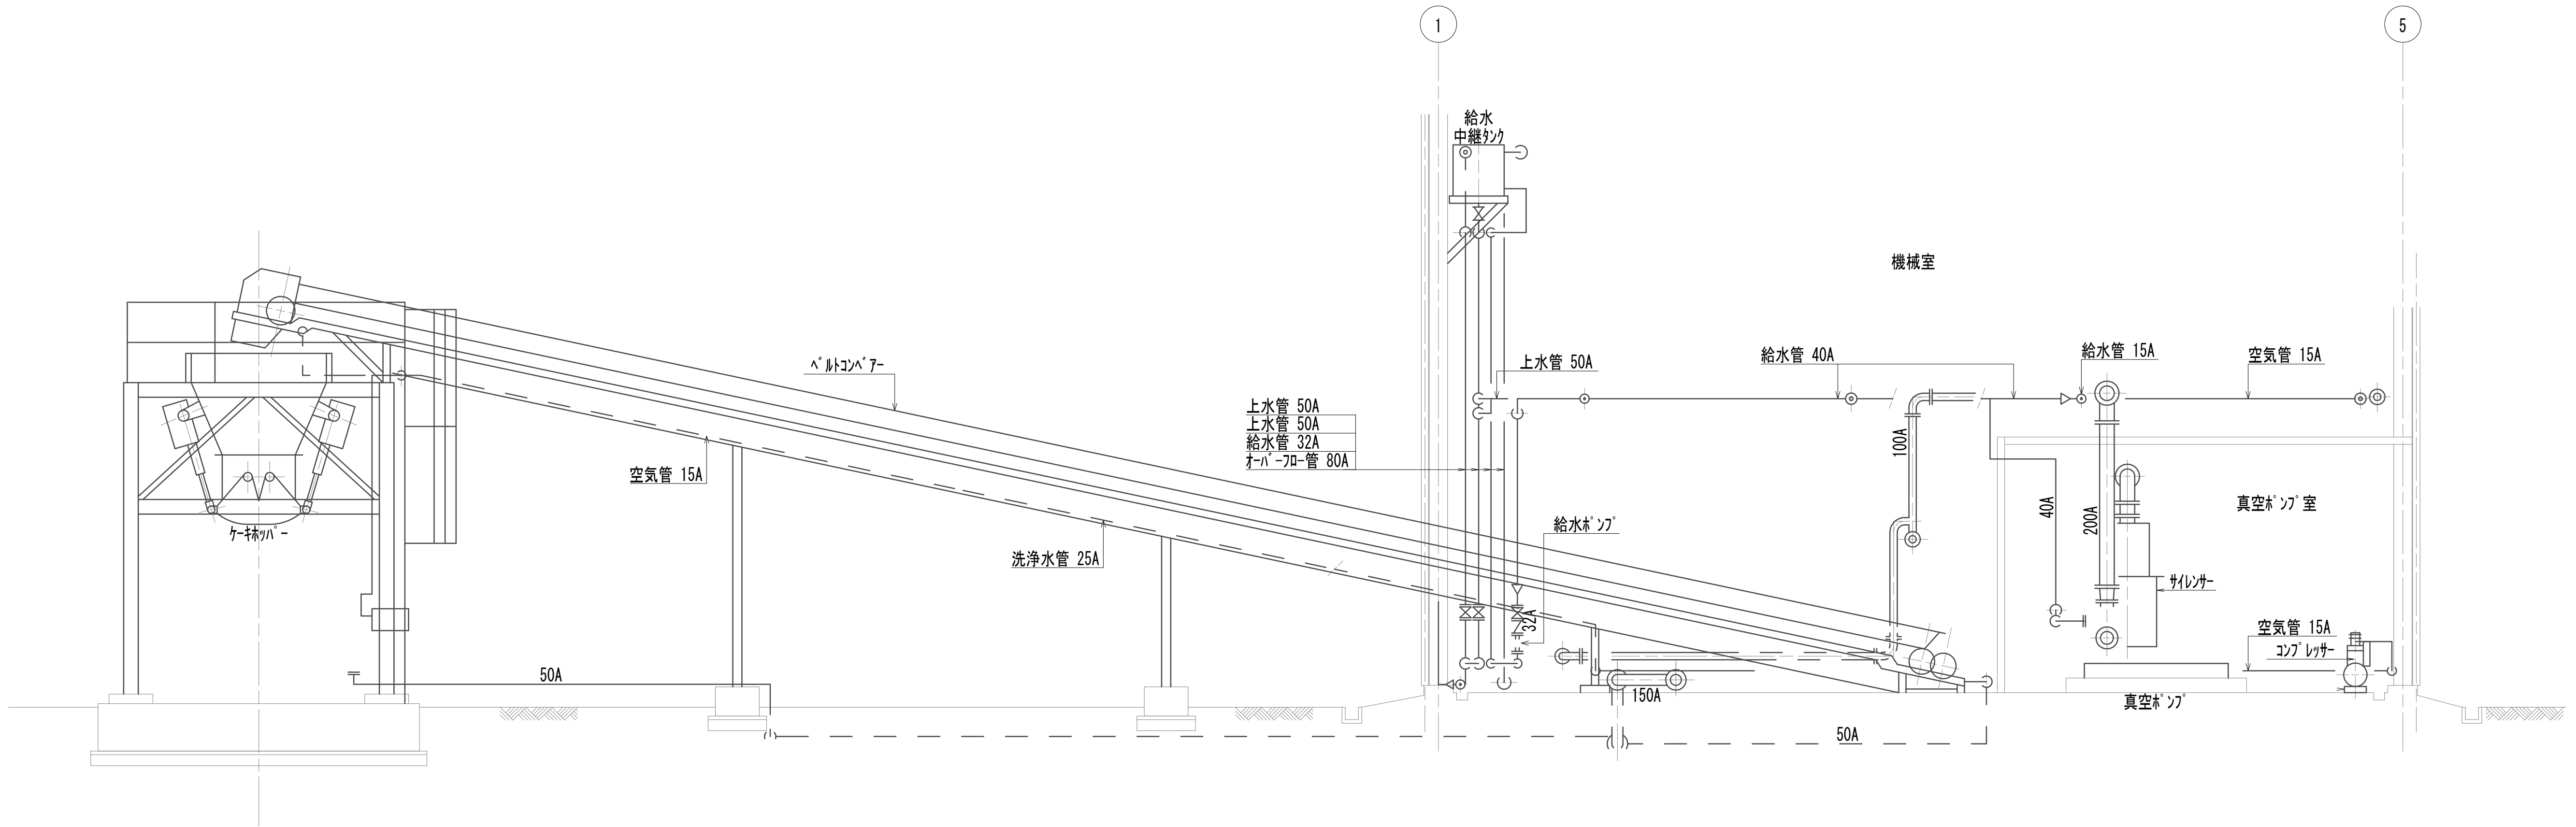 1
5
給水
中継タンク
機械室
ベルトコンベアー
上水管 50A
給水管 40A
給水管 15A
空気管 15A
上水管 50A
上水管 50A
給水管 32A
オーバーフロー管 80A
100A
空気管 15A
40A
200A
真空ポンプ室
ケーキホッパー
給水ポンプ
洗浄水管 25A
サイレンサー
32A
空気管 15A
コンプレッサー
50A
150A
真空ポンプ
50A